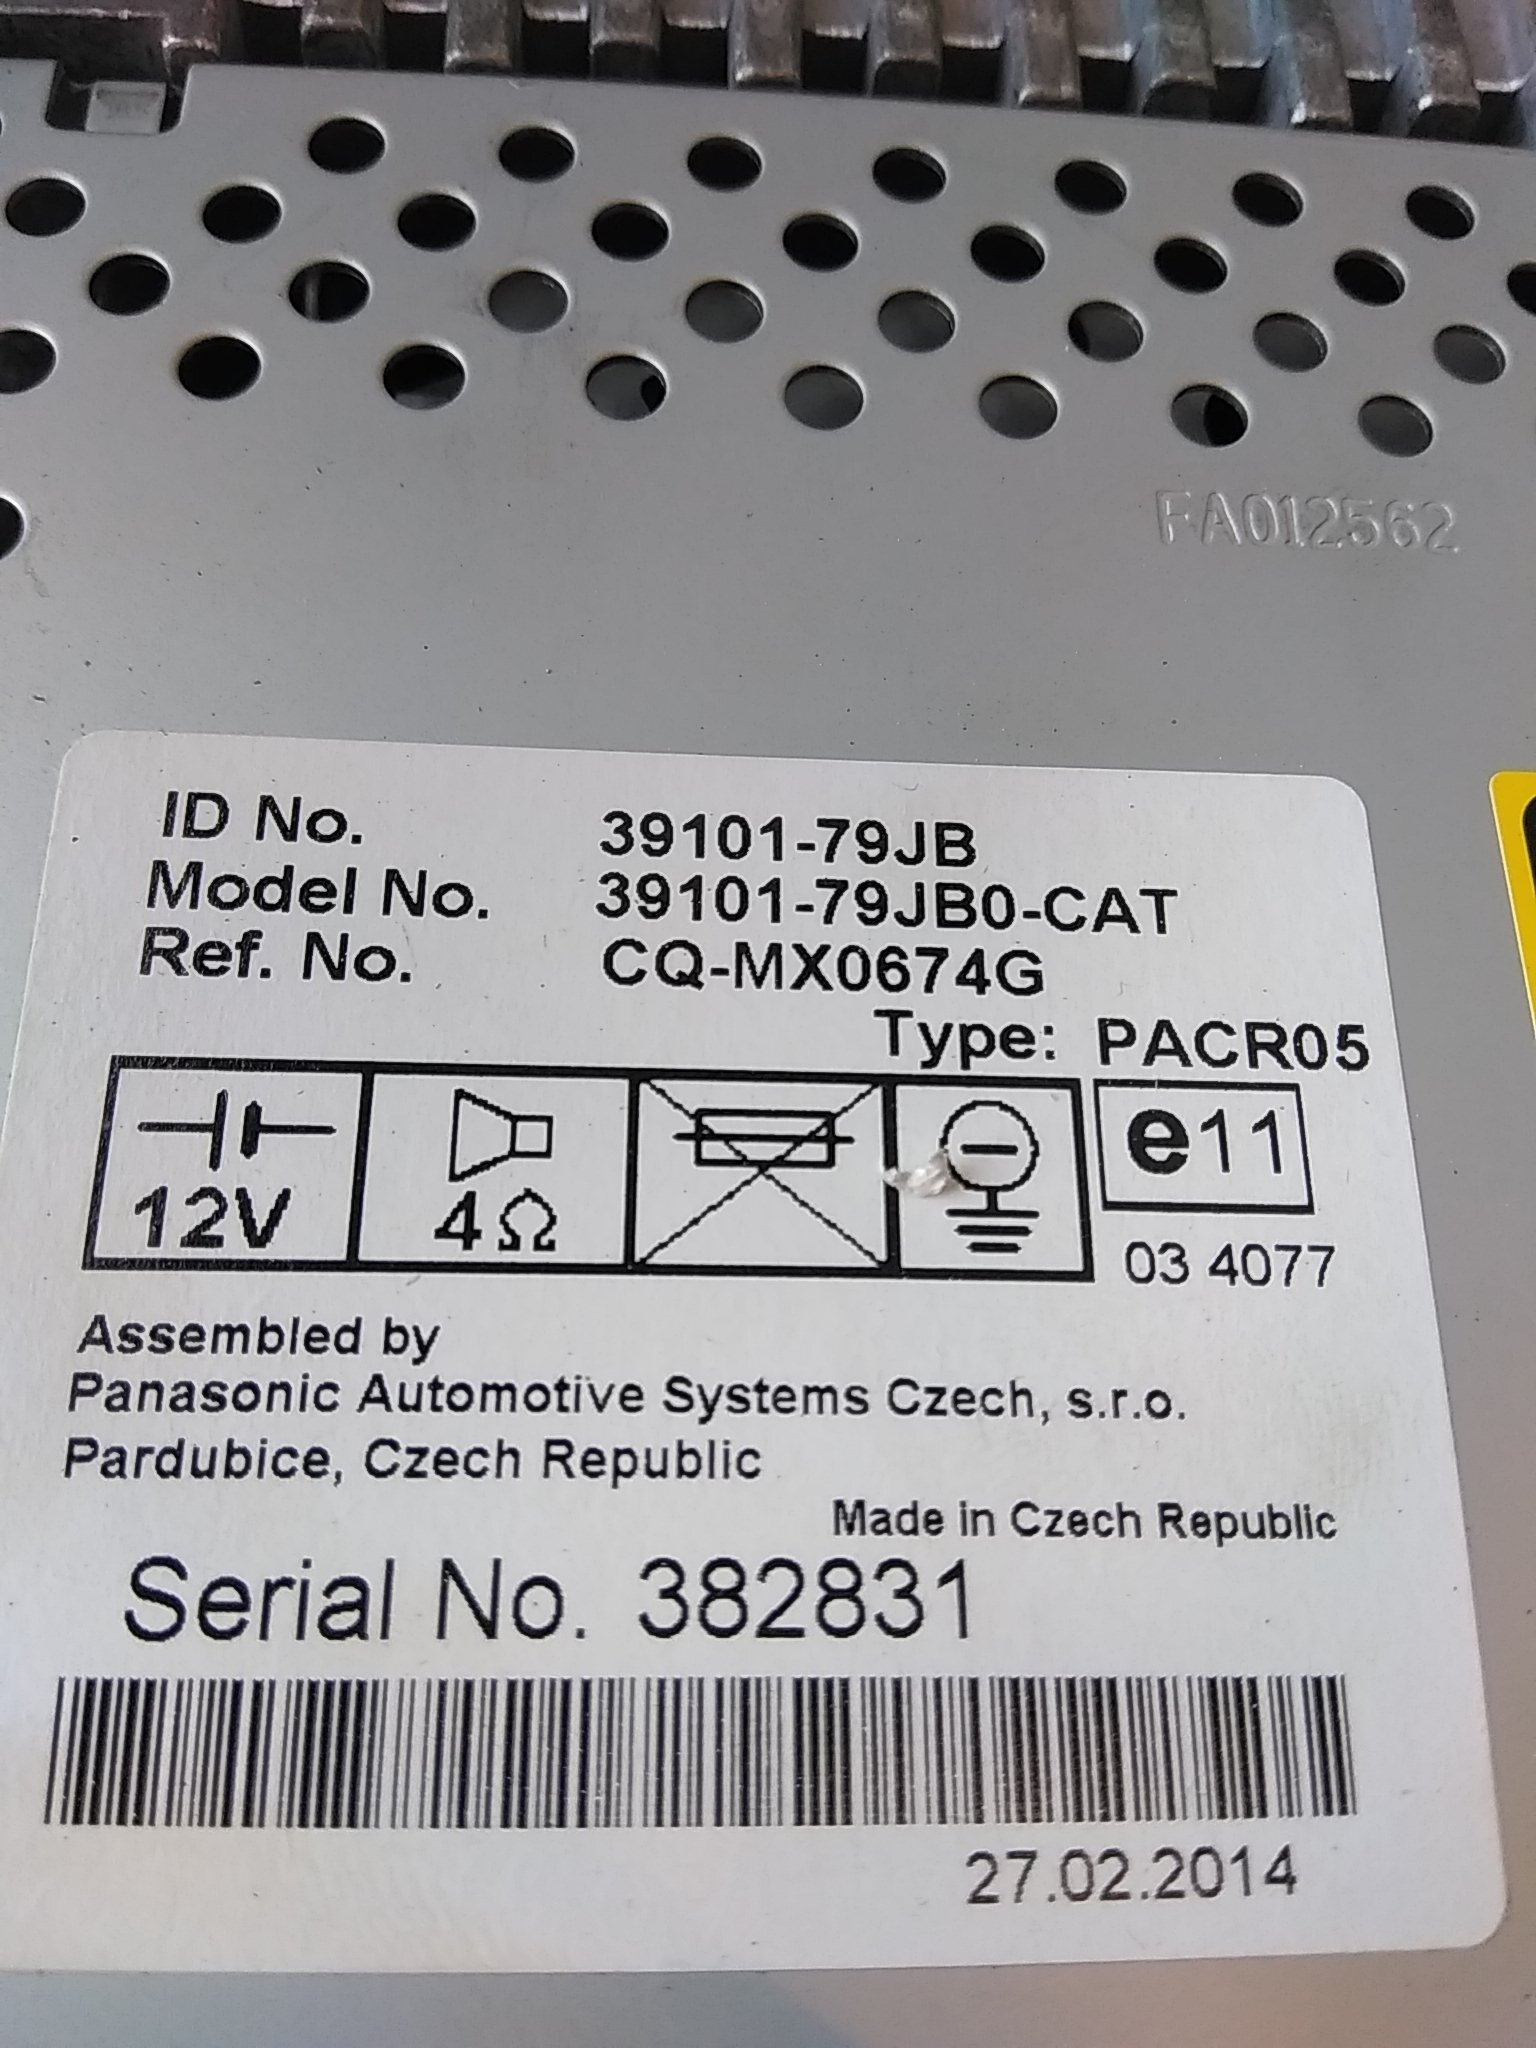 FA012562
ID No. 39101-79JB
Model No. 39101-79JB0-CAT
Ref. No. CQ-MX0674G
Type: PACR05
12V
4 Ω
e11
03 4077
Assembled by
Panasonic Automotive Systems Czech, s.r.o.
Pardubice, Czech Republic
Made in Czech Republic
Serial No. 382831
27.02.2014